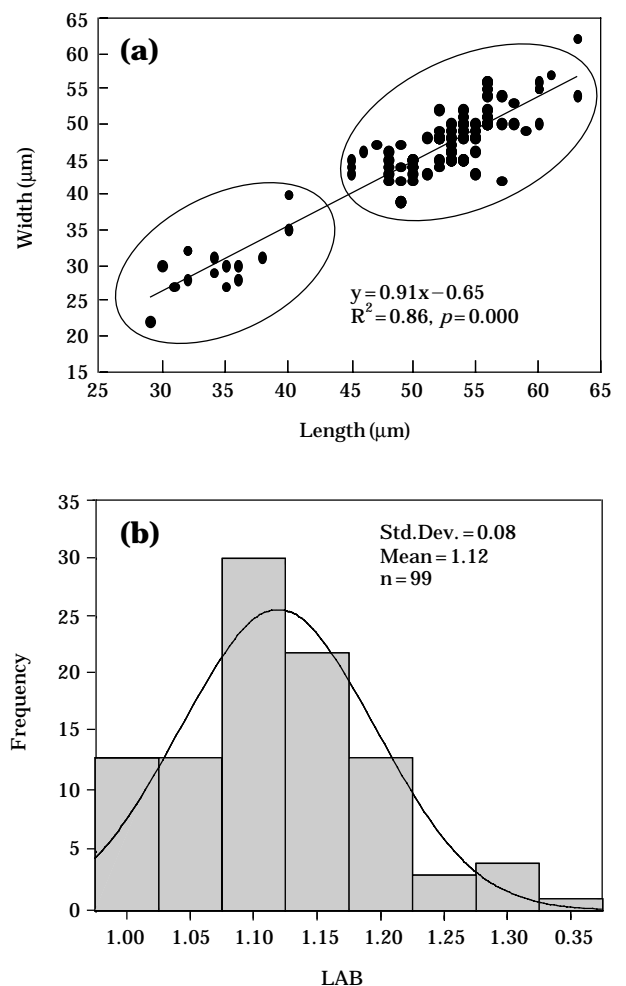 (a)
65
60
55
50
45
40
35
30
25
20
15
Width (μm)
y=0.91x−0.65
R²=0.86, p=0.000
25 30 35 40 45 50 55 60 65
Length (μm)
(b)
35
30
25
20
15
10
5
0
Frequency
Std.Dev.=0.08
Mean=1.12
n=99
1.00 1.05 1.10 1.15 1.20 1.25 1.30 0.35
LAB